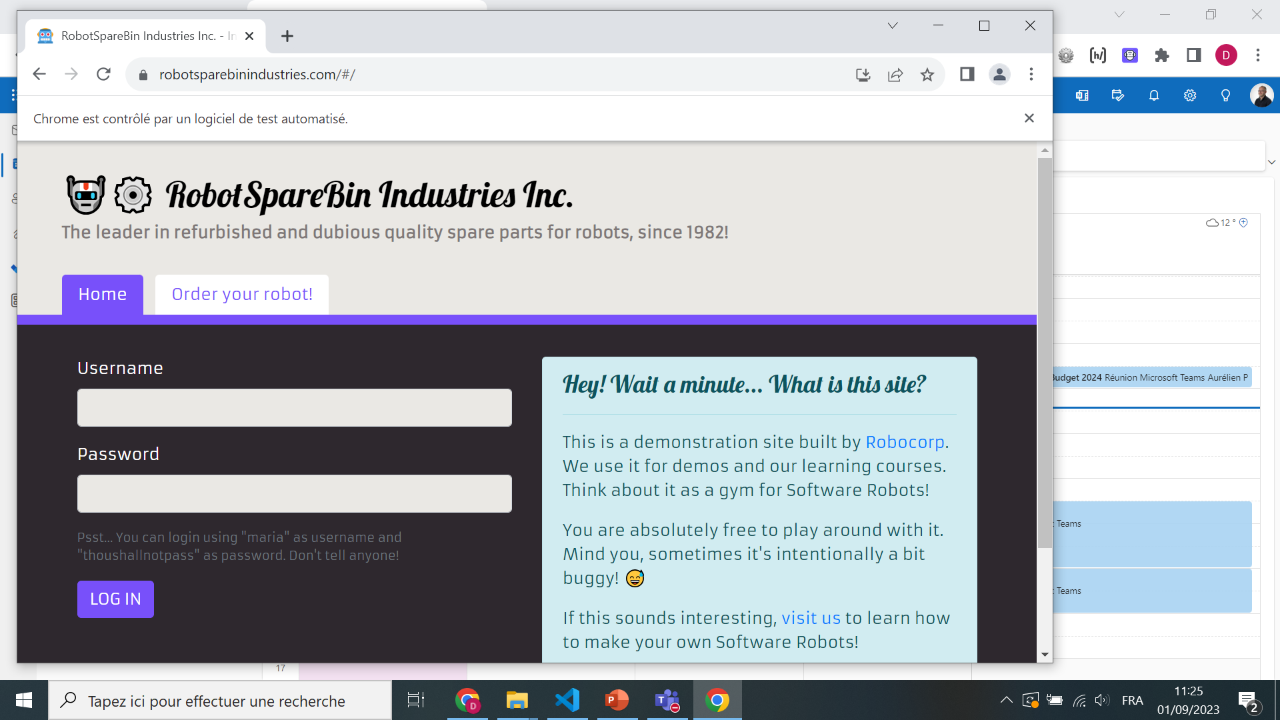 RobotSpareBin Industries Inc. - In
robotsparebinindustries.com/#/
D
Chrome est contrôlé par un logiciel de test automatisé.
RobotSpareBin Industries Inc.
The leader in refurbished and dubious quality spare parts for robots, since 1982!
Home
Order your robot!
Username
Password
Psst... You can login using "maria" as username and
"thoushallnotpass" as password. Don't tell anyone!
LOG IN
Hey! Wait a minute... What is this site?
This is a demonstration site built by Robocorp.
We use it for demos and our learning courses.
Think about it as a gym for Software Robots!
You are absolutely free to play around with it.
Mind you, sometimes it's intentionally a bit
buggy! 😅
If this sounds interesting, visit us to learn how
to make your own Software Robots!
12 °
Budget 2024 Réunion Microsoft Teams Aurélien P
Teams
Teams
17
Tapez ici pour effectuer une recherche
D
FRA
11:25
01/09/2023
2